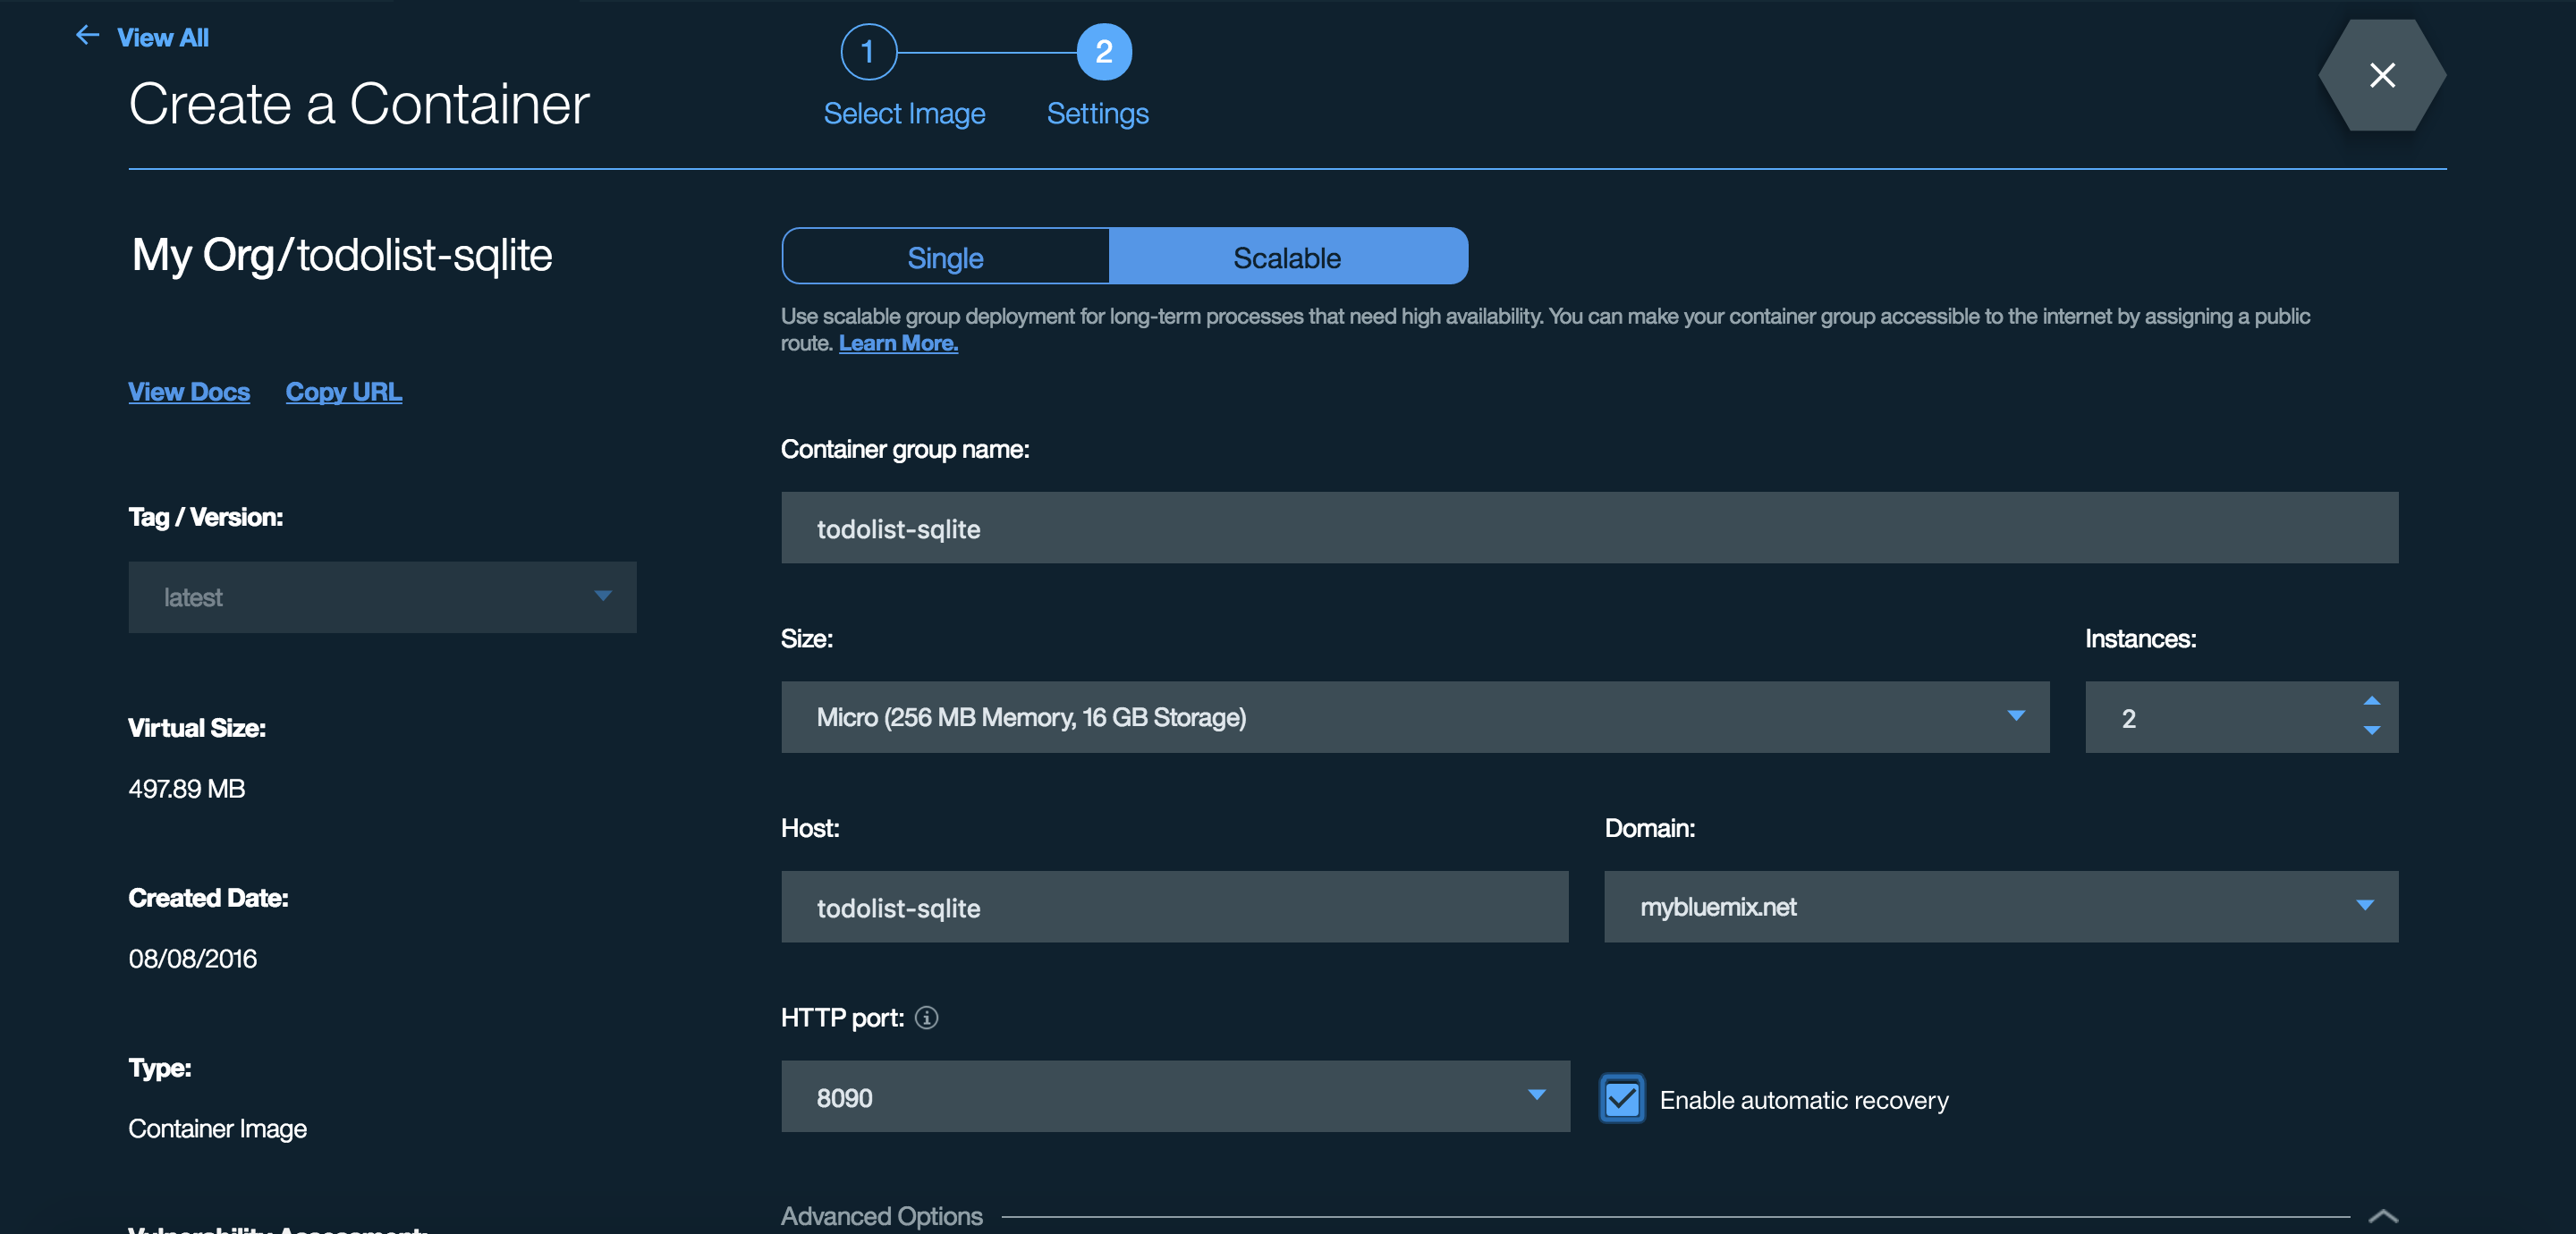 View All
Create a Container
1
2
Select Image
Settings
My Org/todolist-sqlite
View Docs
Copy URL
Tag / Version:
latest
Virtual Size:
497.89 MB
Created Date:
08/08/2016
Type:
Container Image
Vulnerability Assessment:
Single
Scalable
Use scalable group deployment for long-term processes that need high availability. You can make your container group accessible to the internet by assigning a public
route. Learn More.
Container group name:
todolist-sqlite
Size:
Instances:
Micro (256 MB Memory, 16 GB Storage)
2
Host:
Domain:
todolist-sqlite
mybluemix.net
HTTP port:
8090
Enable automatic recovery
Advanced Options